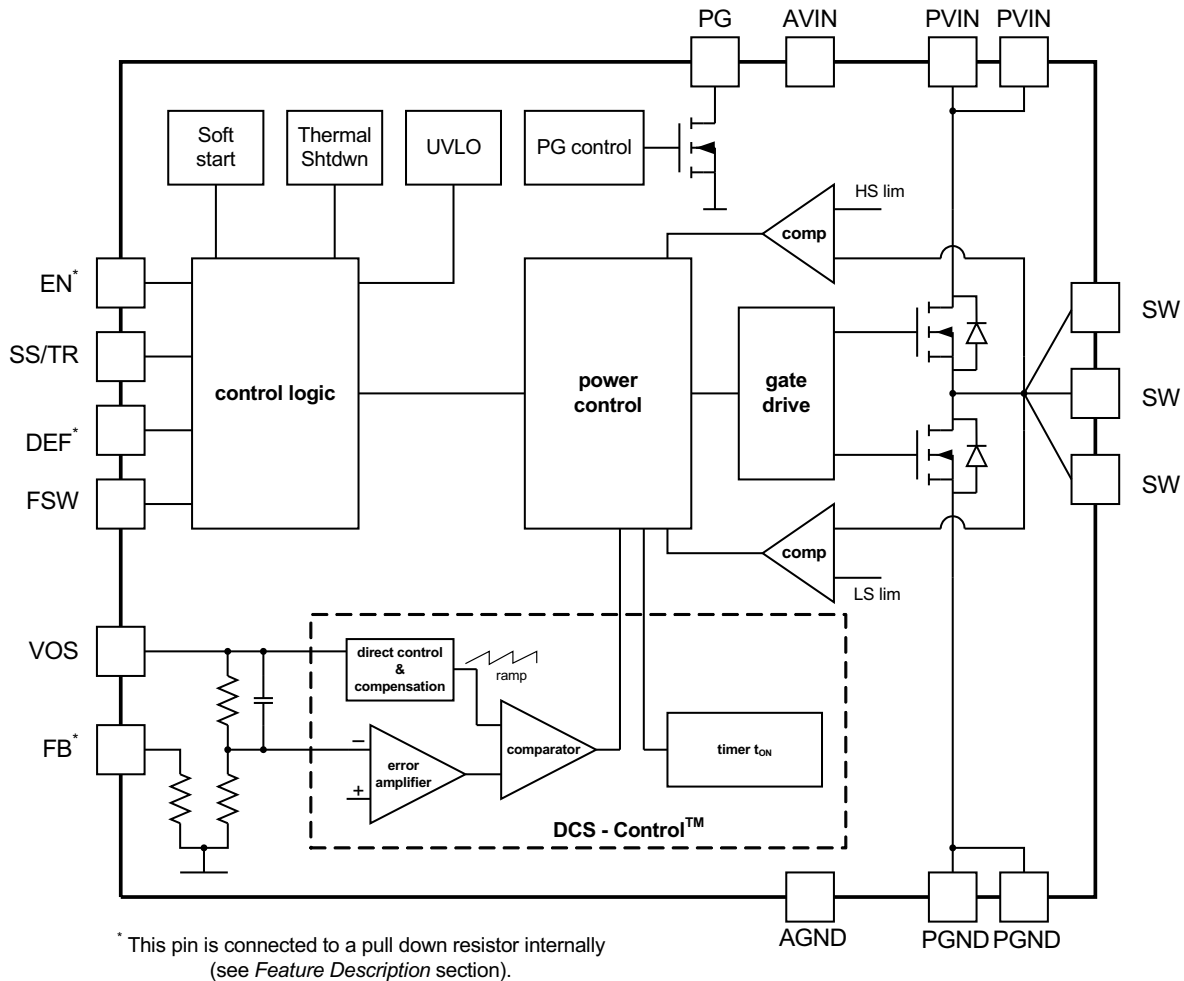 PG AVIN PVIN PVIN
Soft
start
Thermal
Shtdwn
UVLO
PG control
HS lim
comp
EN*
SS/TR
DEF*
FSW
control logic
power
control
gate
drive
SW
SW
SW
comp
LS lim
VOS
FB*
direct control
&
compensation
ramp
comparator
−
+
error
amplifier
timer tON
DCS - Control™
AGND PGND PGND
* This pin is connected to a pull down resistor internally
(see Feature Description section).